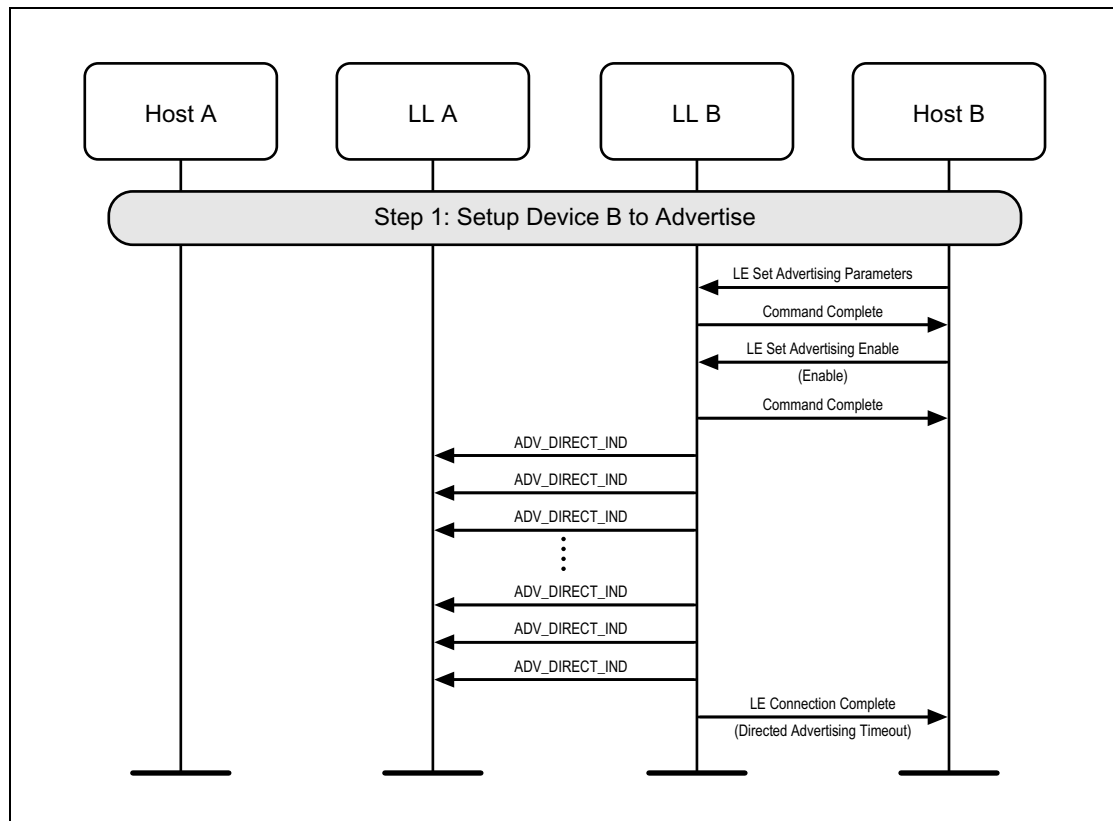 Host A
LL A
LL B
Host B
Step 1: Setup Device B to Advertise
LE Set Advertising Parameters
Command Complete
LE Set Advertising Enable
(Enable)
Command Complete
ADV_DIRECT_IND
ADV_DIRECT_IND
ADV_DIRECT_IND
ADV_DIRECT_IND
ADV_DIRECT_IND
ADV_DIRECT_IND
LE Connection Complete
(Directed Advertising Timeout)